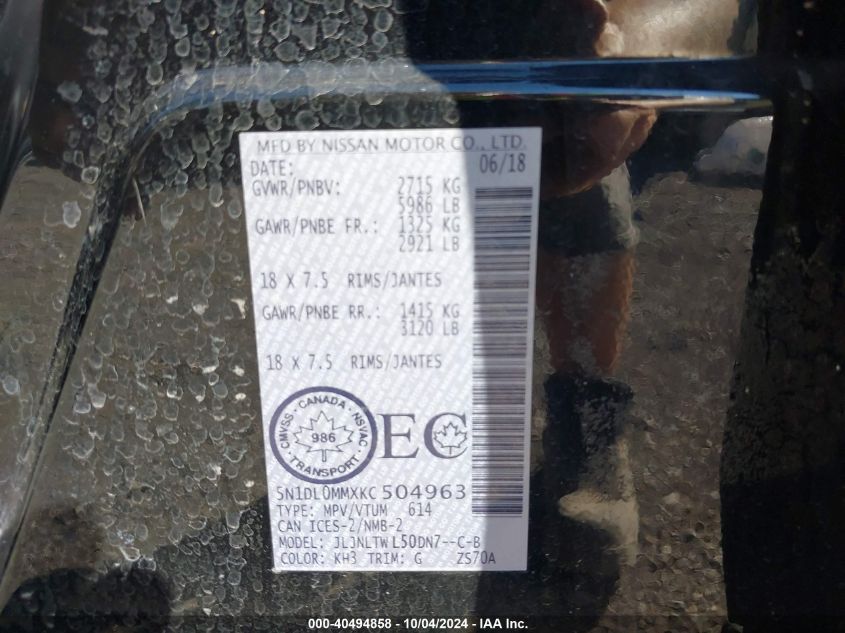 MFD BY NISSAN MOTOR CO., LTD.
DATE: 06/18
GVWR/PNBV: 2715 KG
5986 LB
GAWR/PNBE FR.: 1325 KG
2921 LB
18 X 7.5 RIMS/JANTES
GAWR/PNBE RR.: 1415 KG
3120 LB
18 X 7.5 RIMS/JANTES
CMVSS · CANADA · NSVAC
986
TRANSPORT
EC
5N1DL0MMXKC504963
TYPE: MPV/VTUM 614
CAN ICES-2/NMB-2
MODEL: JLJNLTW L50DN7--C-B
COLOR: KH3 TRIM: G ZS70A
000-40494858 - 10/04/2024 - IAA Inc.